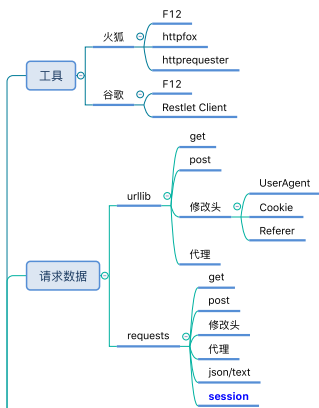 工具
火狐
F12
httpfox
httprequester
谷歌
F12
Restlet Client
请求数据
urllib
get
post
修改头
UserAgent
Cookie
Referer
代理
requests
get
post
修改头
代理
json/text
session